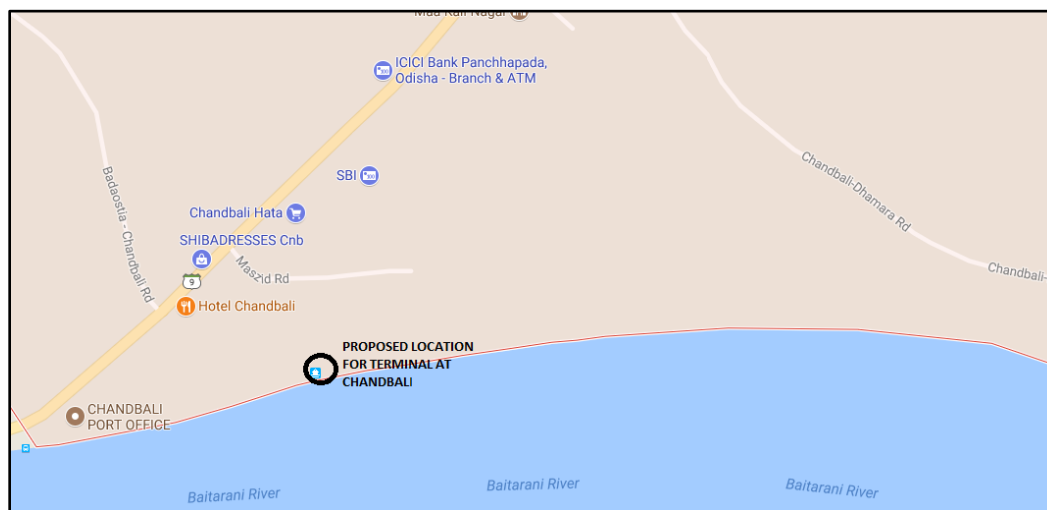 Maa Kali Nagar
ICICI Bank Panchhapada,
Odisha - Branch & ATM
SBI
Chandbali-Dhamara Rd
Badaostia - Chandbali Rd
Chandbali Hata
SHIBADRESSES Cnb
Maszid Rd
Chandbali-
9
Hotel Chandbali
PROPOSED LOCATION
FOR TERMINAL AT
CHANDBALI
CHANDBALI
PORT OFFICE
Baitarani River
Baitarani River
Baitarani River